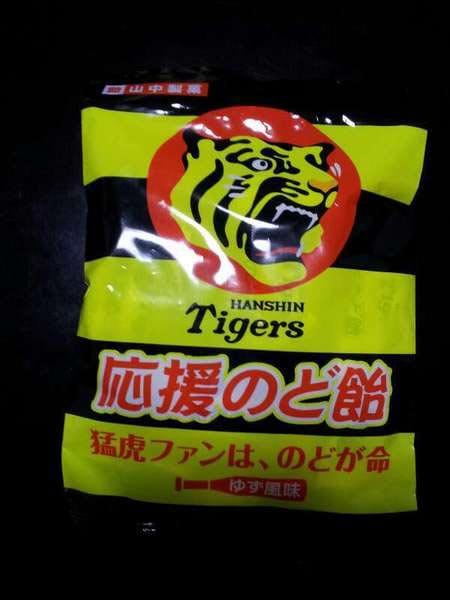 山中製菓
HANSHIN
Tigers
応援のど飴
猛虎ファンは、のどが命
ゆず風味